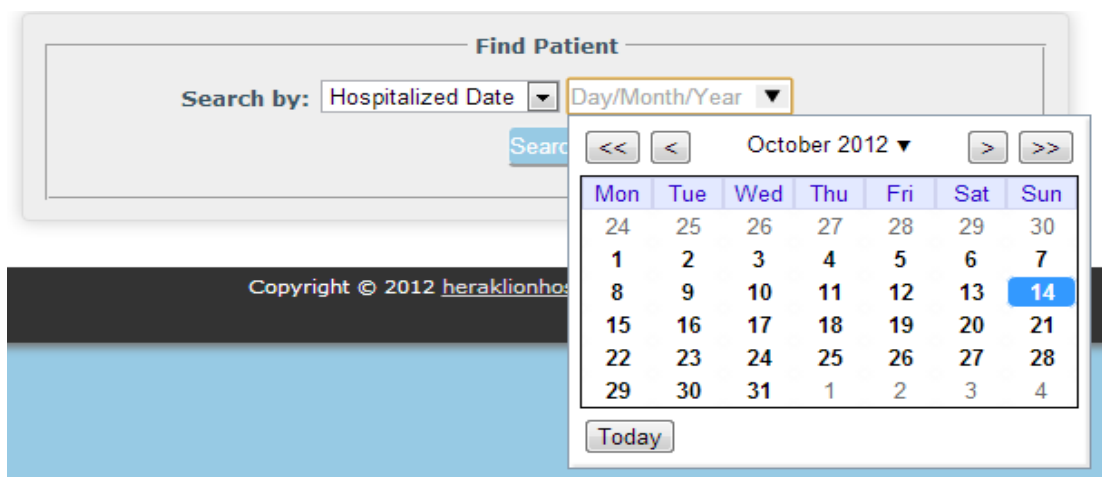 Find Patient
Search by: Hospitalized Date Day/Month/Year ▼
Searc
<< < October 2012 ▼ > >>
Mon Tue Wed Thu Fri Sat Sun
24 25 26 27 28 29 30
1 2 3 4 5 6 7
8 9 10 11 12 13 14
15 16 17 18 19 20 21
22 23 24 25 26 27 28
29 30 31 1 2 3 4
Today
Copyright © 2012 heraklionhos